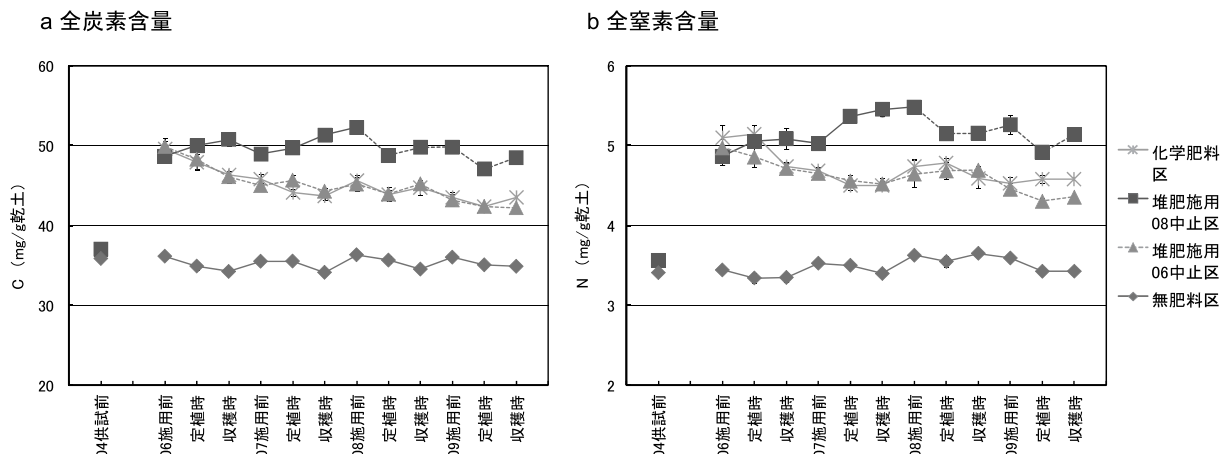 a 全炭素含量
60
50
40
30
20
C (mg/g乾土)
04供試前
06施用前
定植時
収穫時
07施用前
定植時
収穫時
08施用前
定植時
収穫時
09施用前
定植時
収穫時
b 全窒素含量
6
5
4
3
2
N (mg/g乾土)
04供試前
06施用前
定植時
収穫時
07施用前
定植時
収穫時
08施用前
定植時
収穫時
09施用前
定植時
収穫時
化学肥料
区
堆肥施用
08中止区
堆肥施用
06中止区
無肥料区